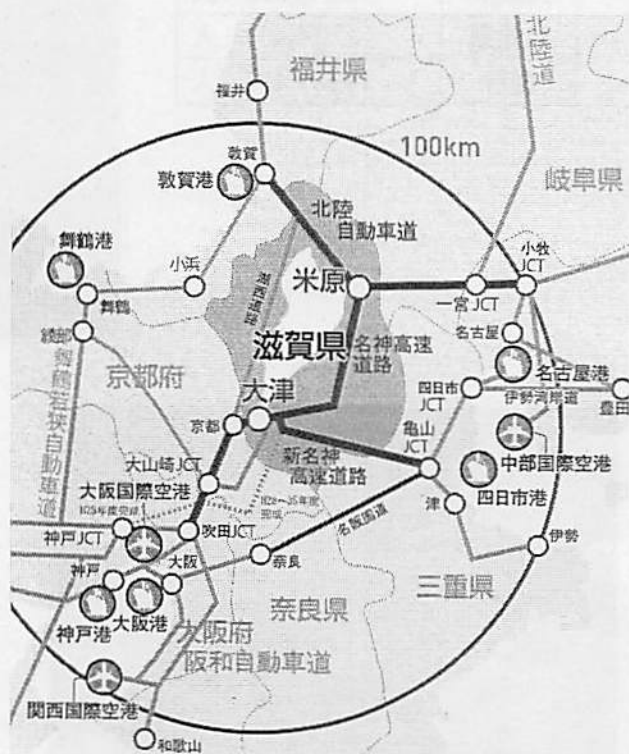 北陸道
福井県
福井
100km
敦賀
敦賀港
岐阜県
北陸
自動車道
舞鶴港
小浜
小牧
JCT
舞鶴
米原
一宮JCT
綾部
名古屋
滋賀県
京都府
名神高速
道路
名古屋港
大津
四日市
JCT
伊勢湾岸道
豊田
舞鶴若狭自動車道
京都
亀山
JCT
大山崎JCT
新名神
高速道路
中部国際空港
大阪国際空港
四日市港
津
名阪国道
神戸JCT
吹田JCT
伊勢
奈良
神戸
大阪
三重県
神戸港
大阪港
奈良県
大阪府
阪和自動車道
関西国際空港
和歌山